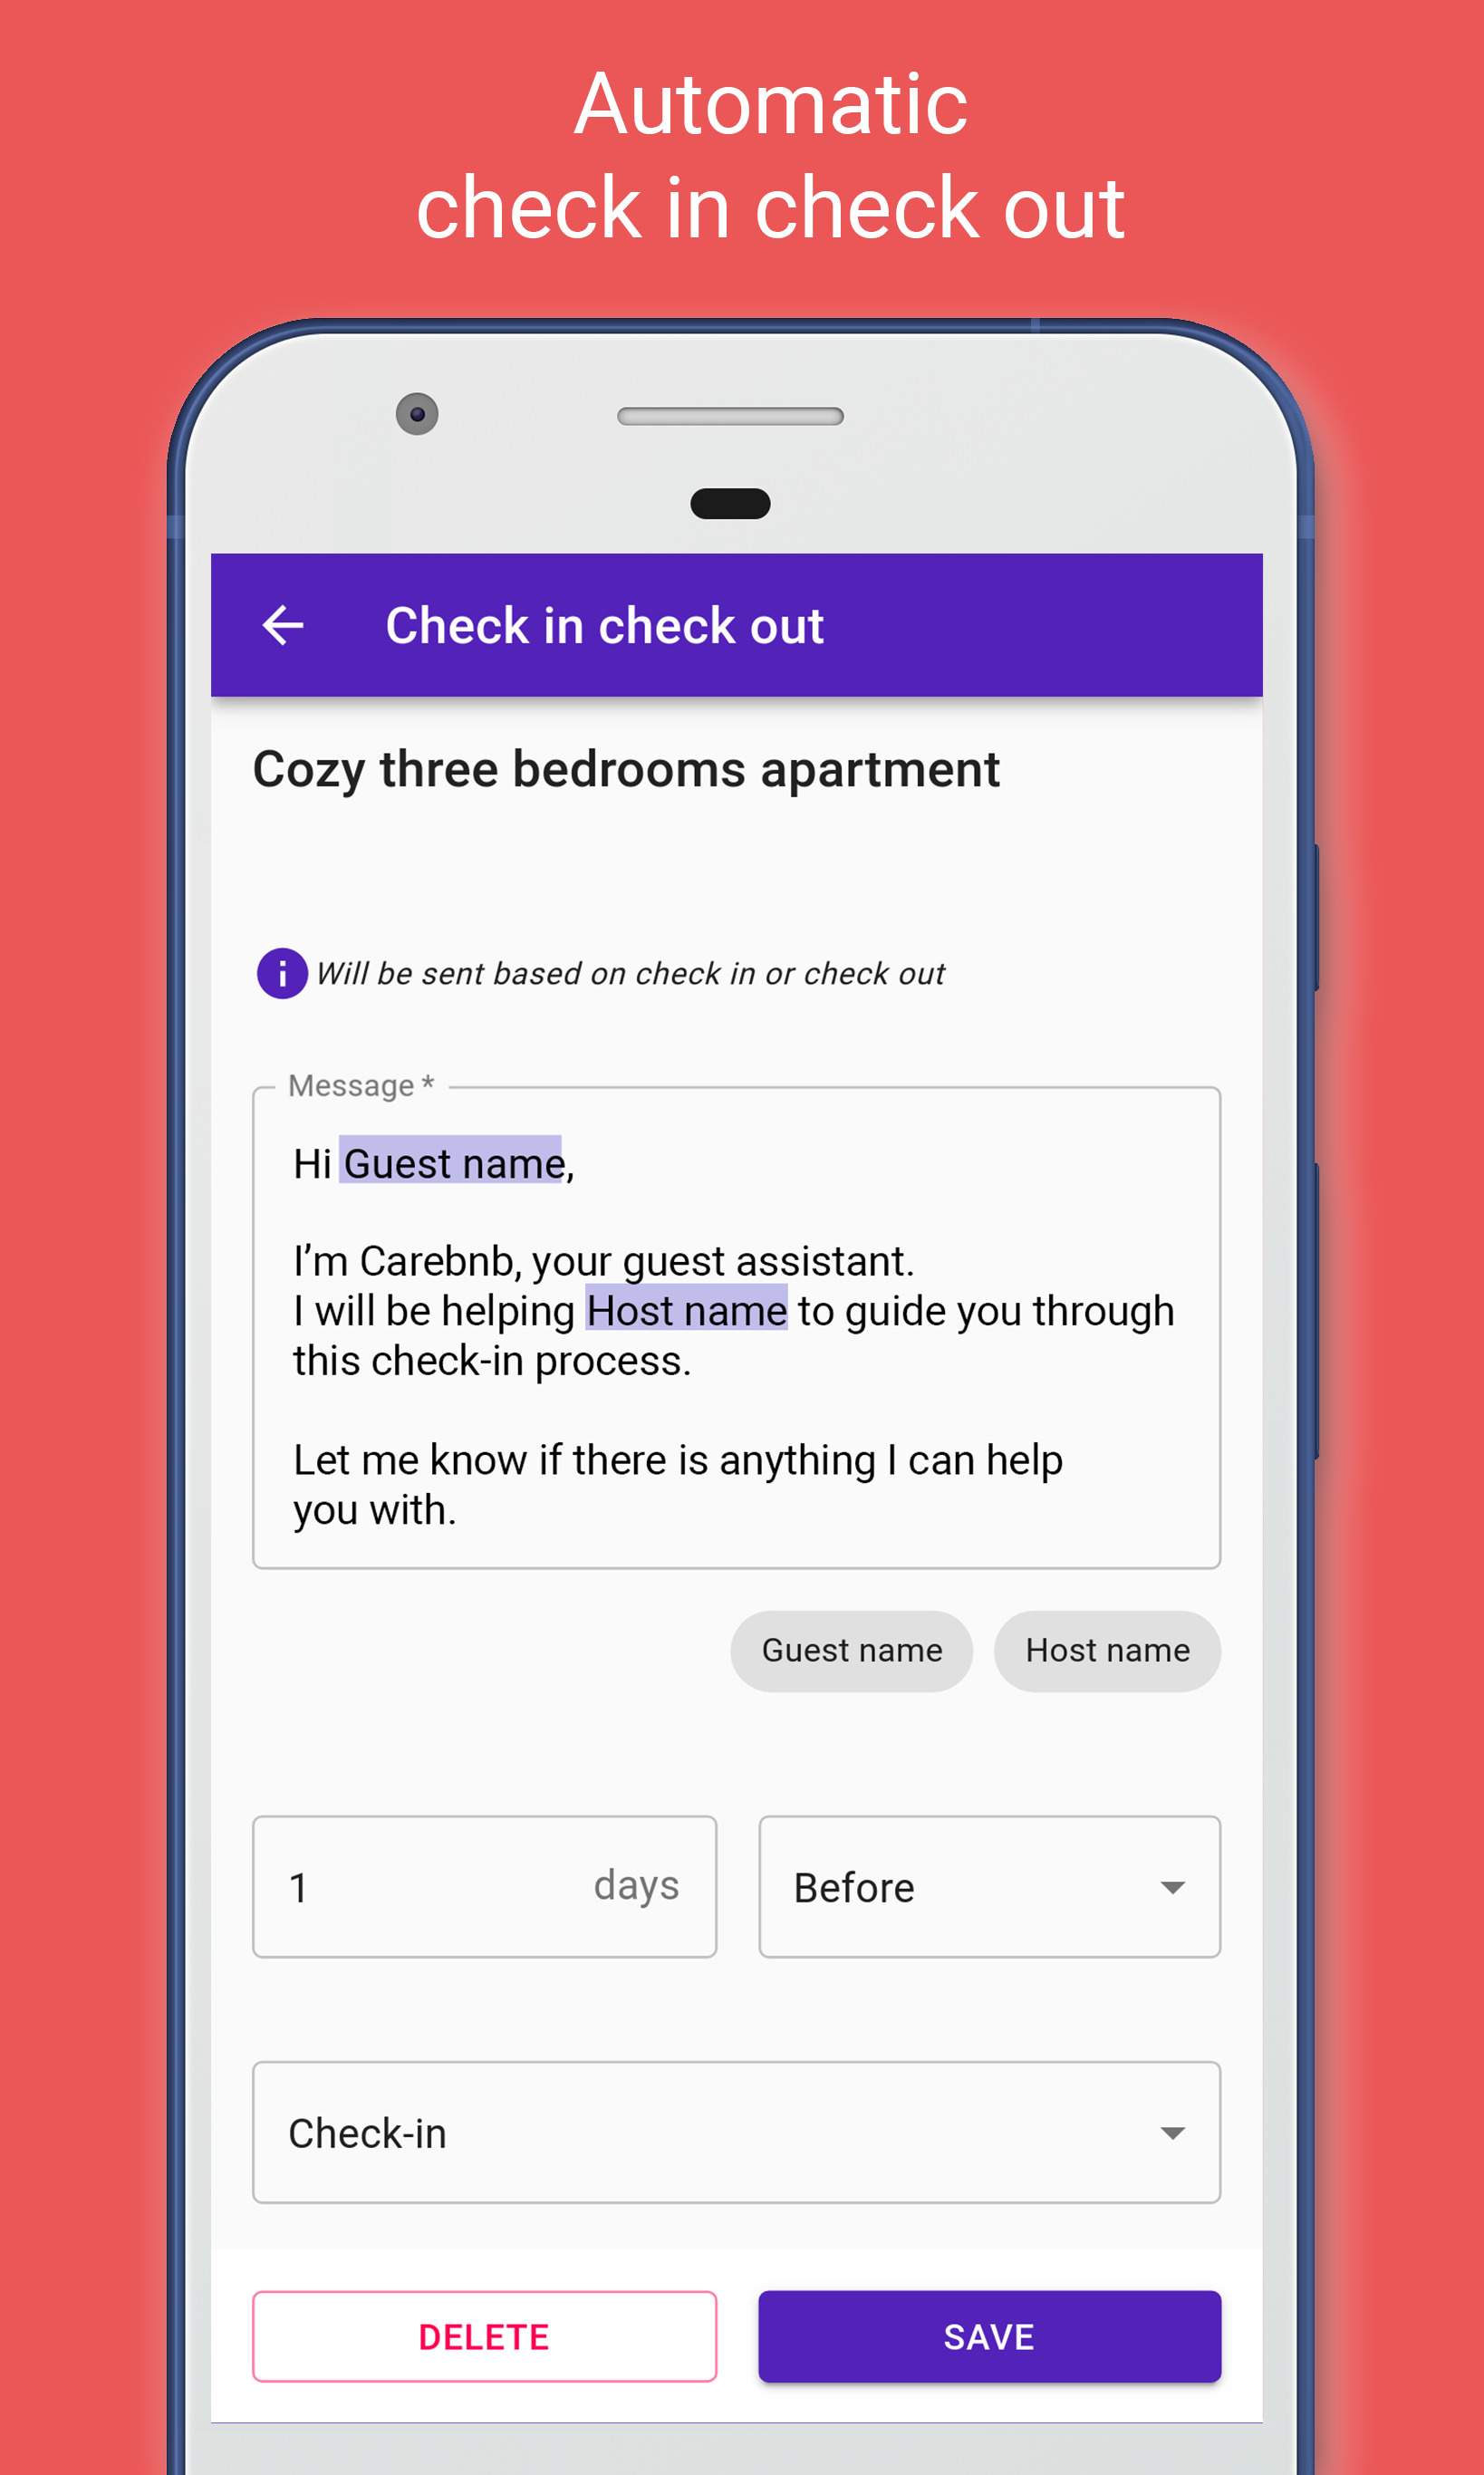 Automatic
check in check out
Check in check out
Cozy three bedrooms apartment
i Will be sent based on check in or check out
Message *
Hi Guest name,
I’m Carebnb, your guest assistant.
I will be helping Host name to guide you through
this check-in process.
Let me know if there is anything I can help
you with.
Guest name Host name
1 days Before
Check-in
DELETE SAVE